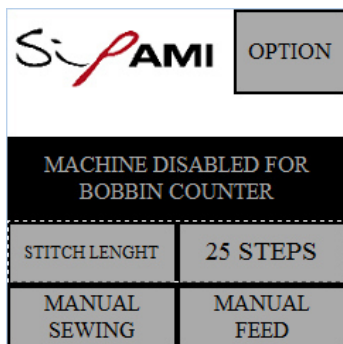 SiPAMI
OPTION
MACHINE DISABLED FOR
BOBBIN COUNTER
STITCH LENGHT
25 STEPS
MANUAL
SEWING
MANUAL
FEED